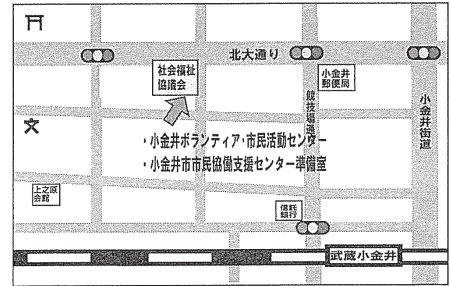 北大通り
社会福祉
協議会
小金井
郵便局
競技場通り
小金井街道
・小金井ボランティア・市民活動センター
・小金井市市民協働支援センター準備室
上之原
会館
信託
銀行
武蔵小金井